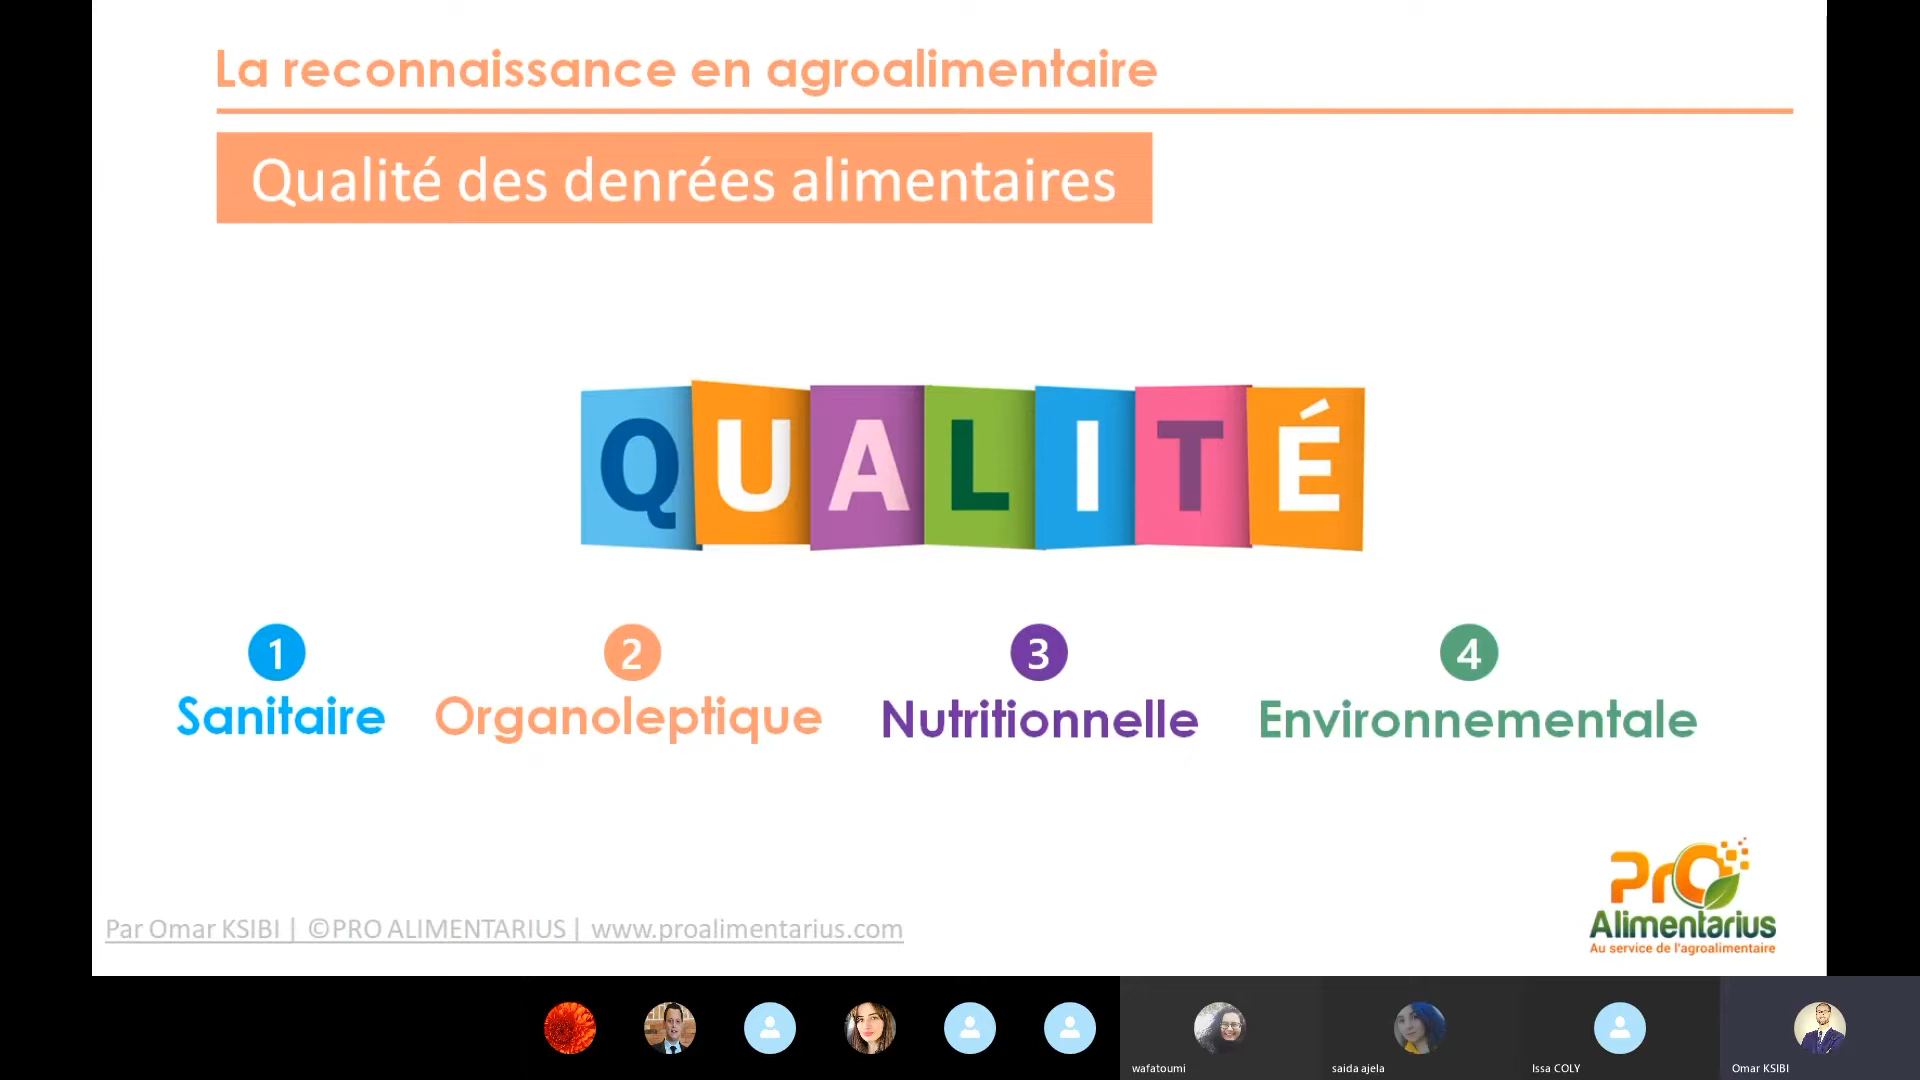 La reconnaissance en agroalimentaire
Qualité des denrées alimentaires
QUALITÉ
1 2 3 4
Sanitaire Organoleptique Nutritionnelle Environnementale
PrO
Alimentarius
Au service de l'agroalimentaire
Par Omar KSIBI | ©PRO ALIMENTARIUS | www.proalimentarius.com
wafatoumi saida ajela Issa COLY Omar KSIBI